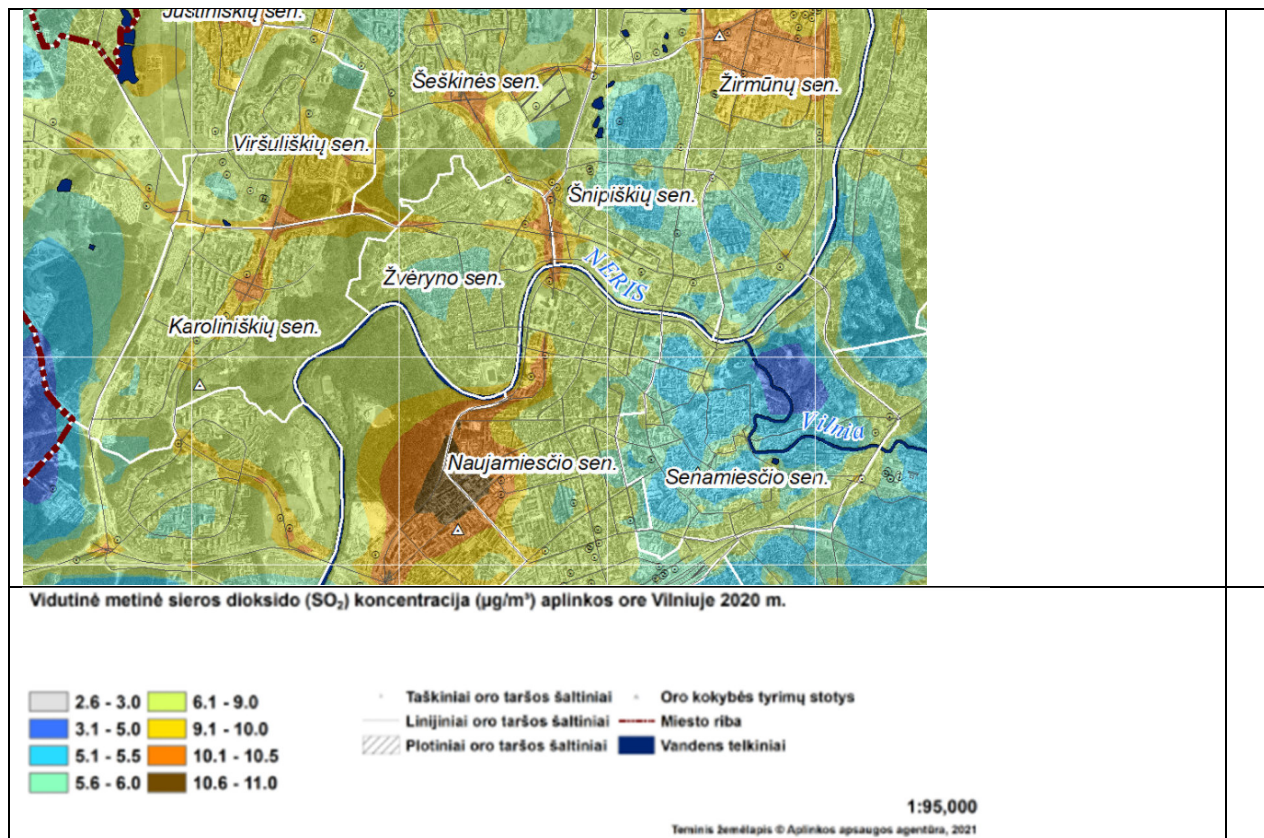 Justiniškių sen.
Šeškinės sen.
Žirmūnų sen.
Viršuliškių sen.
Šnipiškių sen.
Žvėryno sen.
NERIS
Karoliniškių sen.
Vilnia
Naujamiesčio sen.
Senamiesčio sen.
Vidutinė metinė sieros dioksido (SO₂) koncentracija (µg/m³) aplinkos ore Vilniuje 2020 m.
2.6 - 3.0
3.1 - 5.0
5.1 - 5.5
5.6 - 6.0
6.1 - 9.0
9.1 - 10.0
10.1 - 10.5
10.6 - 11.0
Taškiniai oro taršos šaltiniai
Linijiniai oro taršos šaltiniai
Plotiniai oro taršos šaltiniai
Oro kokybės tyrimų stotys
Miesto riba
Vandens telkiniai
1:95,000
Teminis žemėlapis © Aplinkos apsaugos agentūra, 2021